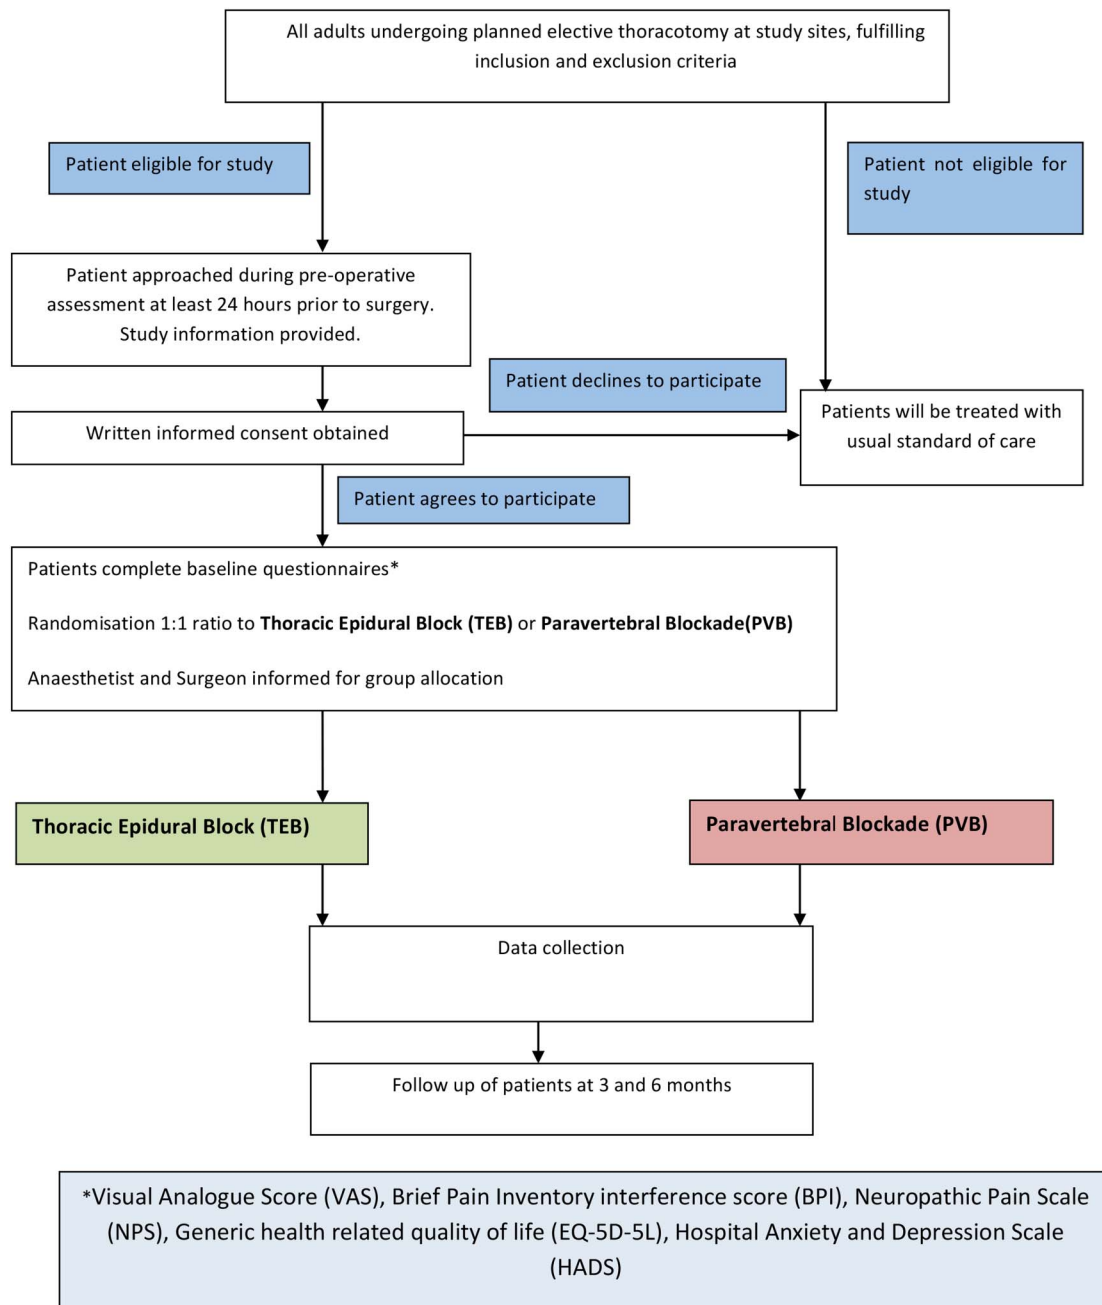 All adults undergoing planned elective thoracotomy at study sites, fulfilling
inclusion and exclusion criteria
Patient eligible for study
Patient not eligible for
study
Patient approached during pre-operative
assessment at least 24 hours prior to surgery.
Study information provided.
Patient declines to participate
Patients will be treated with
usual standard of care
Written informed consent obtained
Patient agrees to participate
Patients complete baseline questionnaires*
Randomisation 1:1 ratio to Thoracic Epidural Block (TEB) or Paravertebral Blockade(PVB)
Anaesthetist and Surgeon informed for group allocation
Thoracic Epidural Block (TEB)
Paravertebral Blockade (PVB)
Data collection
Follow up of patients at 3 and 6 months
*Visual Analogue Score (VAS), Brief Pain Inventory interference score (BPI), Neuropathic Pain Scale
(NPS), Generic health related quality of life (EQ-5D-5L), Hospital Anxiety and Depression Scale
(HADS)